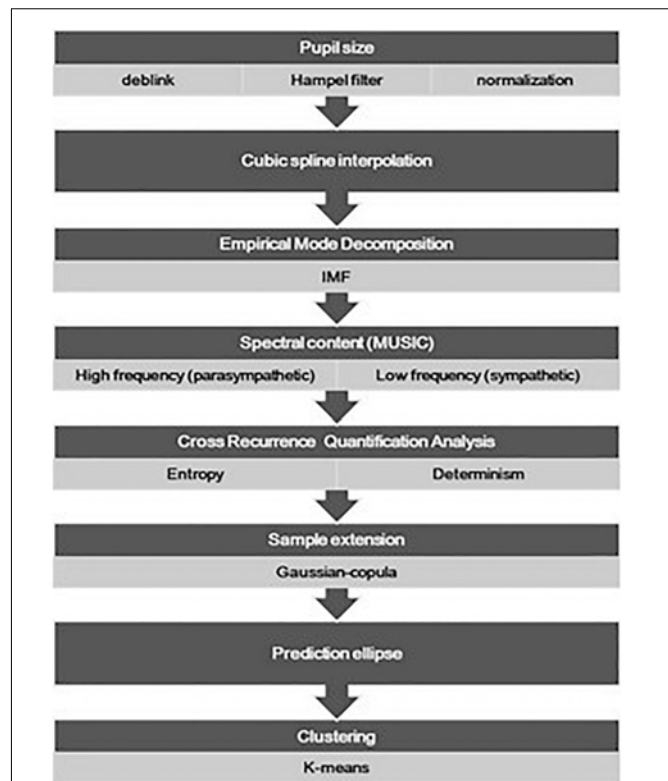 Pupil size
deblink Hampel filter normalization
Cubic spline interpolation
Empirical Mode Decomposition
IMF
Spectral content (MUSIC)
High frequency (parasympathetic) Low frequency (sympathetic)
Cross Recurrence Quantification Analysis
Entropy Determinism
Sample extension
Gaussian-copula
Prediction ellipse
Clustering
K-means